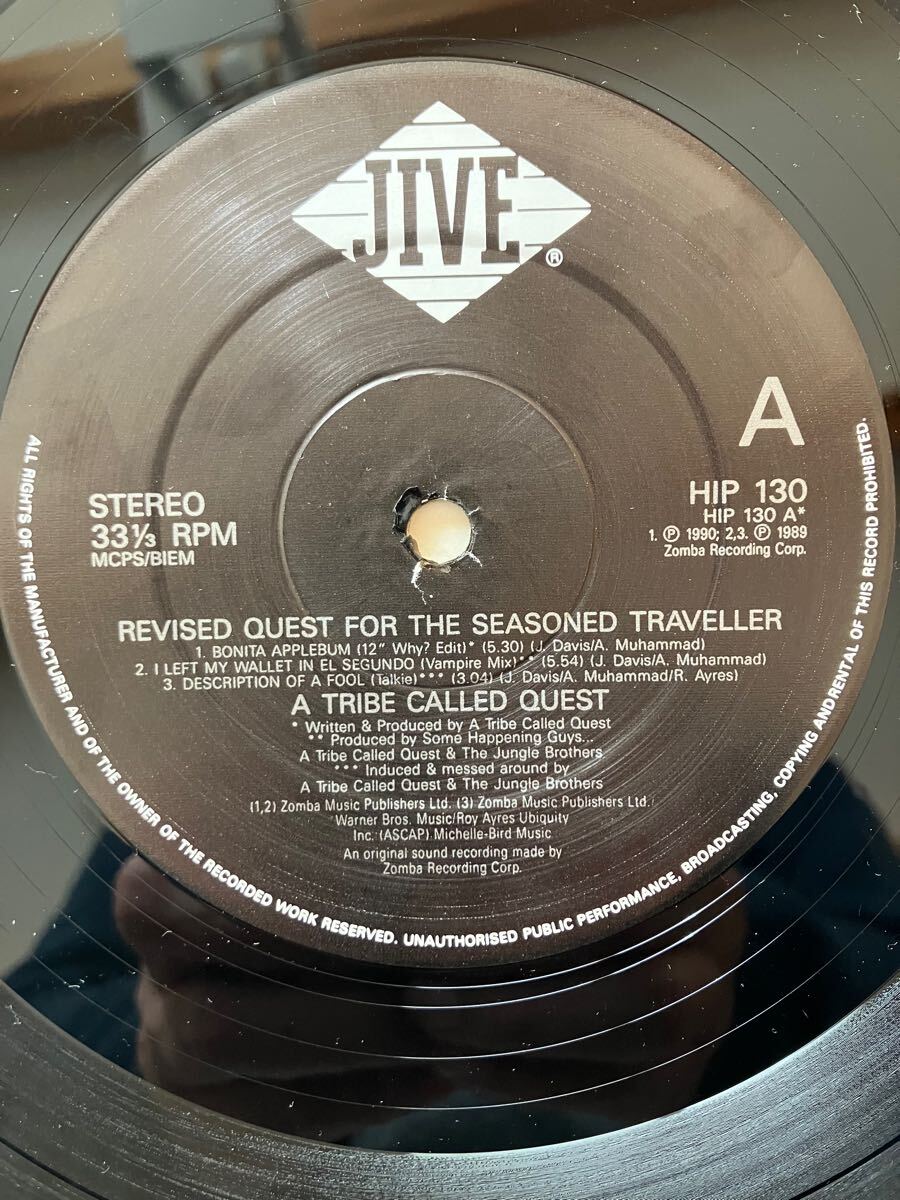 JIVE
®
A
STEREO
33⅓ RPM
MCPS/BIEM
HIP 130
HIP 130 A*
1. ℗ 1990; 2,3. ℗ 1989
Zomba Recording Corp.
REVISED QUEST FOR THE SEASONED TRAVELLER
1. BONITA APPLEBUM (12" Why? Edit)* (5.30) (J. Davis/A. Muhammad)
2. I LEFT MY WALLET IN EL SEGUNDO (Vampire Mix)** (5.54) (J. Davis/A. Muhammad)
3. DESCRIPTION OF A FOOL (Talkie)*** (3.04) (J. Davis/A. Muhammad/R. Ayres)
A TRIBE CALLED QUEST
* Written & Produced by A Tribe Called Quest
** Produced by Some Happening Guys...
A Tribe Called Quest & The Jungle Brothers
*** Induced & messed around by
A Tribe Called Quest & The Jungle Brothers
(1,2) Zomba Music Publishers Ltd. (3) Zomba Music Publishers Ltd./
Warner Bros. Music/Roy Ayres Ubiquity
Inc. (ASCAP) Michelle-Bird Music
An original sound recording made by
Zomba Recording Corp.
ALL RIGHTS OF THE MANUFACTURER AND OF THE OWNER OF THE RECORDED WORK RESERVED. UNAUTHORISED PUBLIC PERFORMANCE, BROADCASTING, COPYING AND RENTAL OF THIS RECORD PROHIBITED.